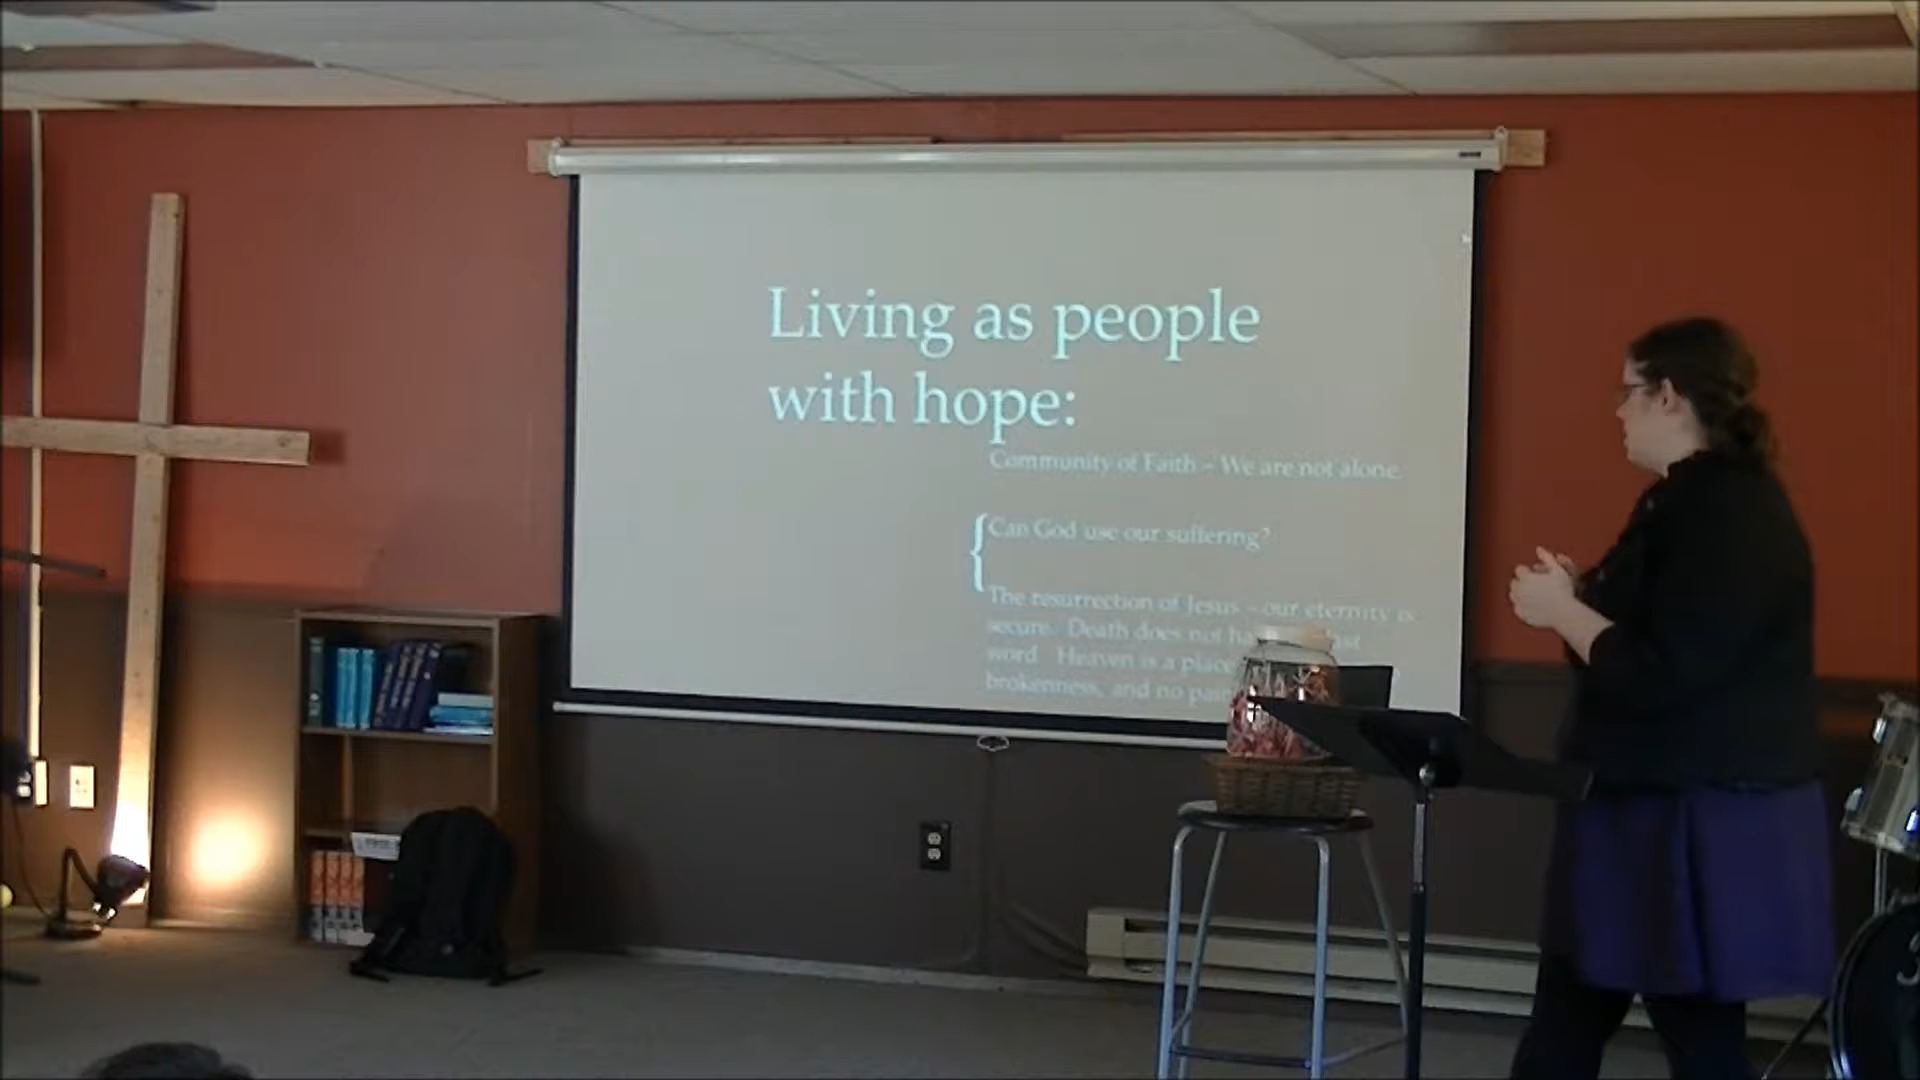 Living as people
with hope:
Community of Faith – We are not alone.
{
Can God use our suffering?
The resurrection of Jesus – our eternity is
secure. Death does not
word. Heaven is a place
brokenness, and no